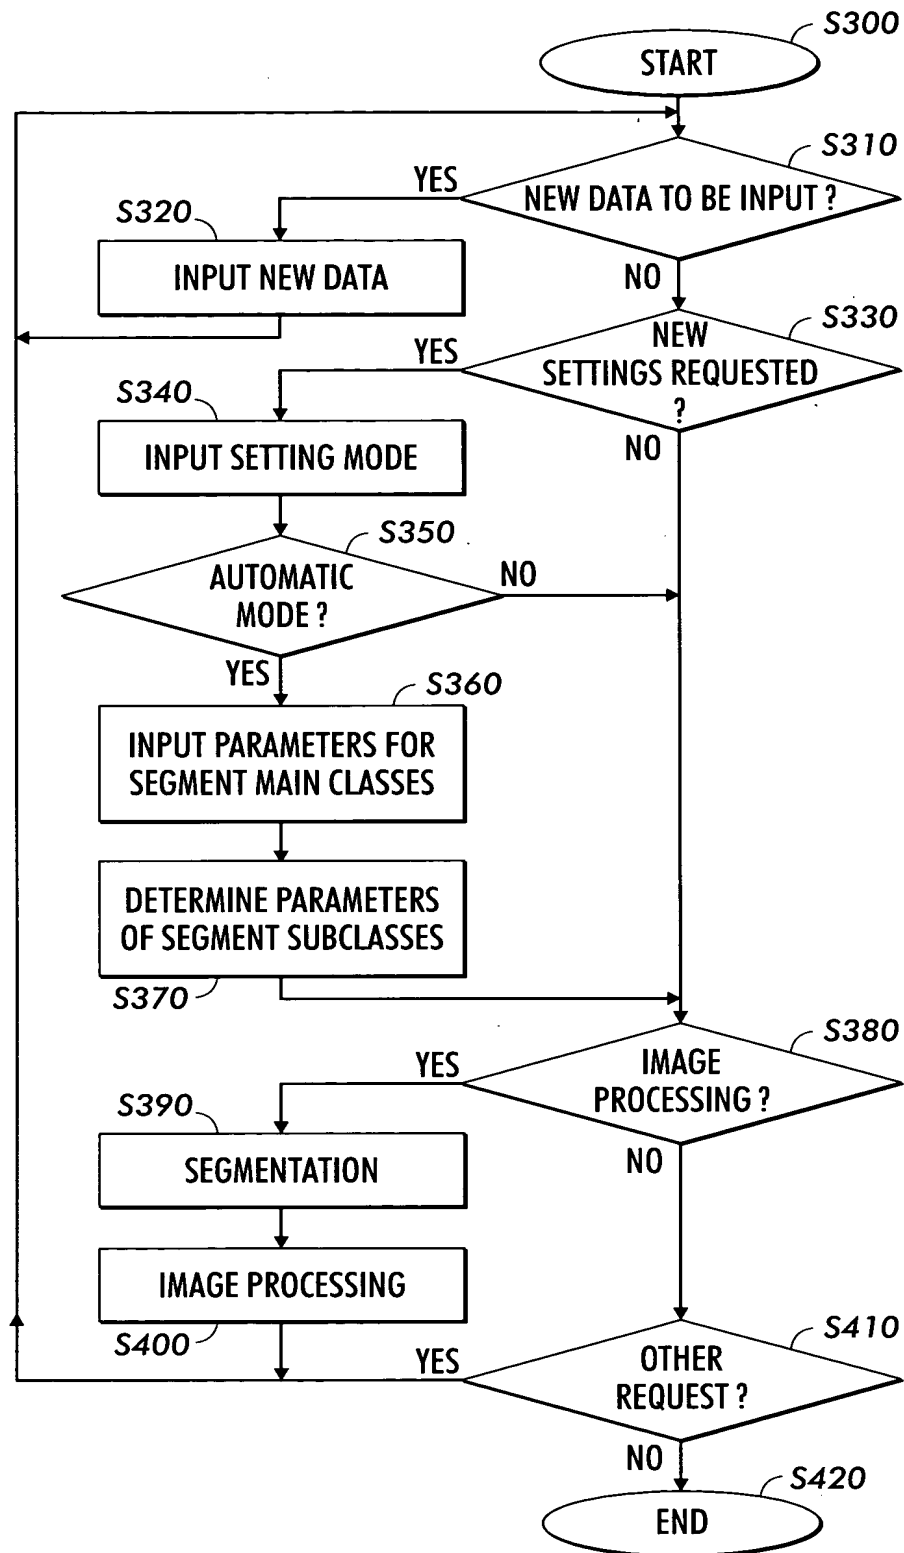 S300
START
S310
YES
NEW DATA TO BE INPUT ?
S320
INPUT NEW DATA
NO
S330
YES
NEW
SETTINGS REQUESTED
?
S340
INPUT SETTING MODE
NO
S350
AUTOMATIC
MODE ?
NO
YES
S360
INPUT PARAMETERS FOR
SEGMENT MAIN CLASSES
DETERMINE PARAMETERS
OF SEGMENT SUBCLASSES
S370
S380
YES
IMAGE
PROCESSING ?
S390
SEGMENTATION
NO
IMAGE PROCESSING
S400
S410
YES
OTHER
REQUEST ?
NO
S420
END